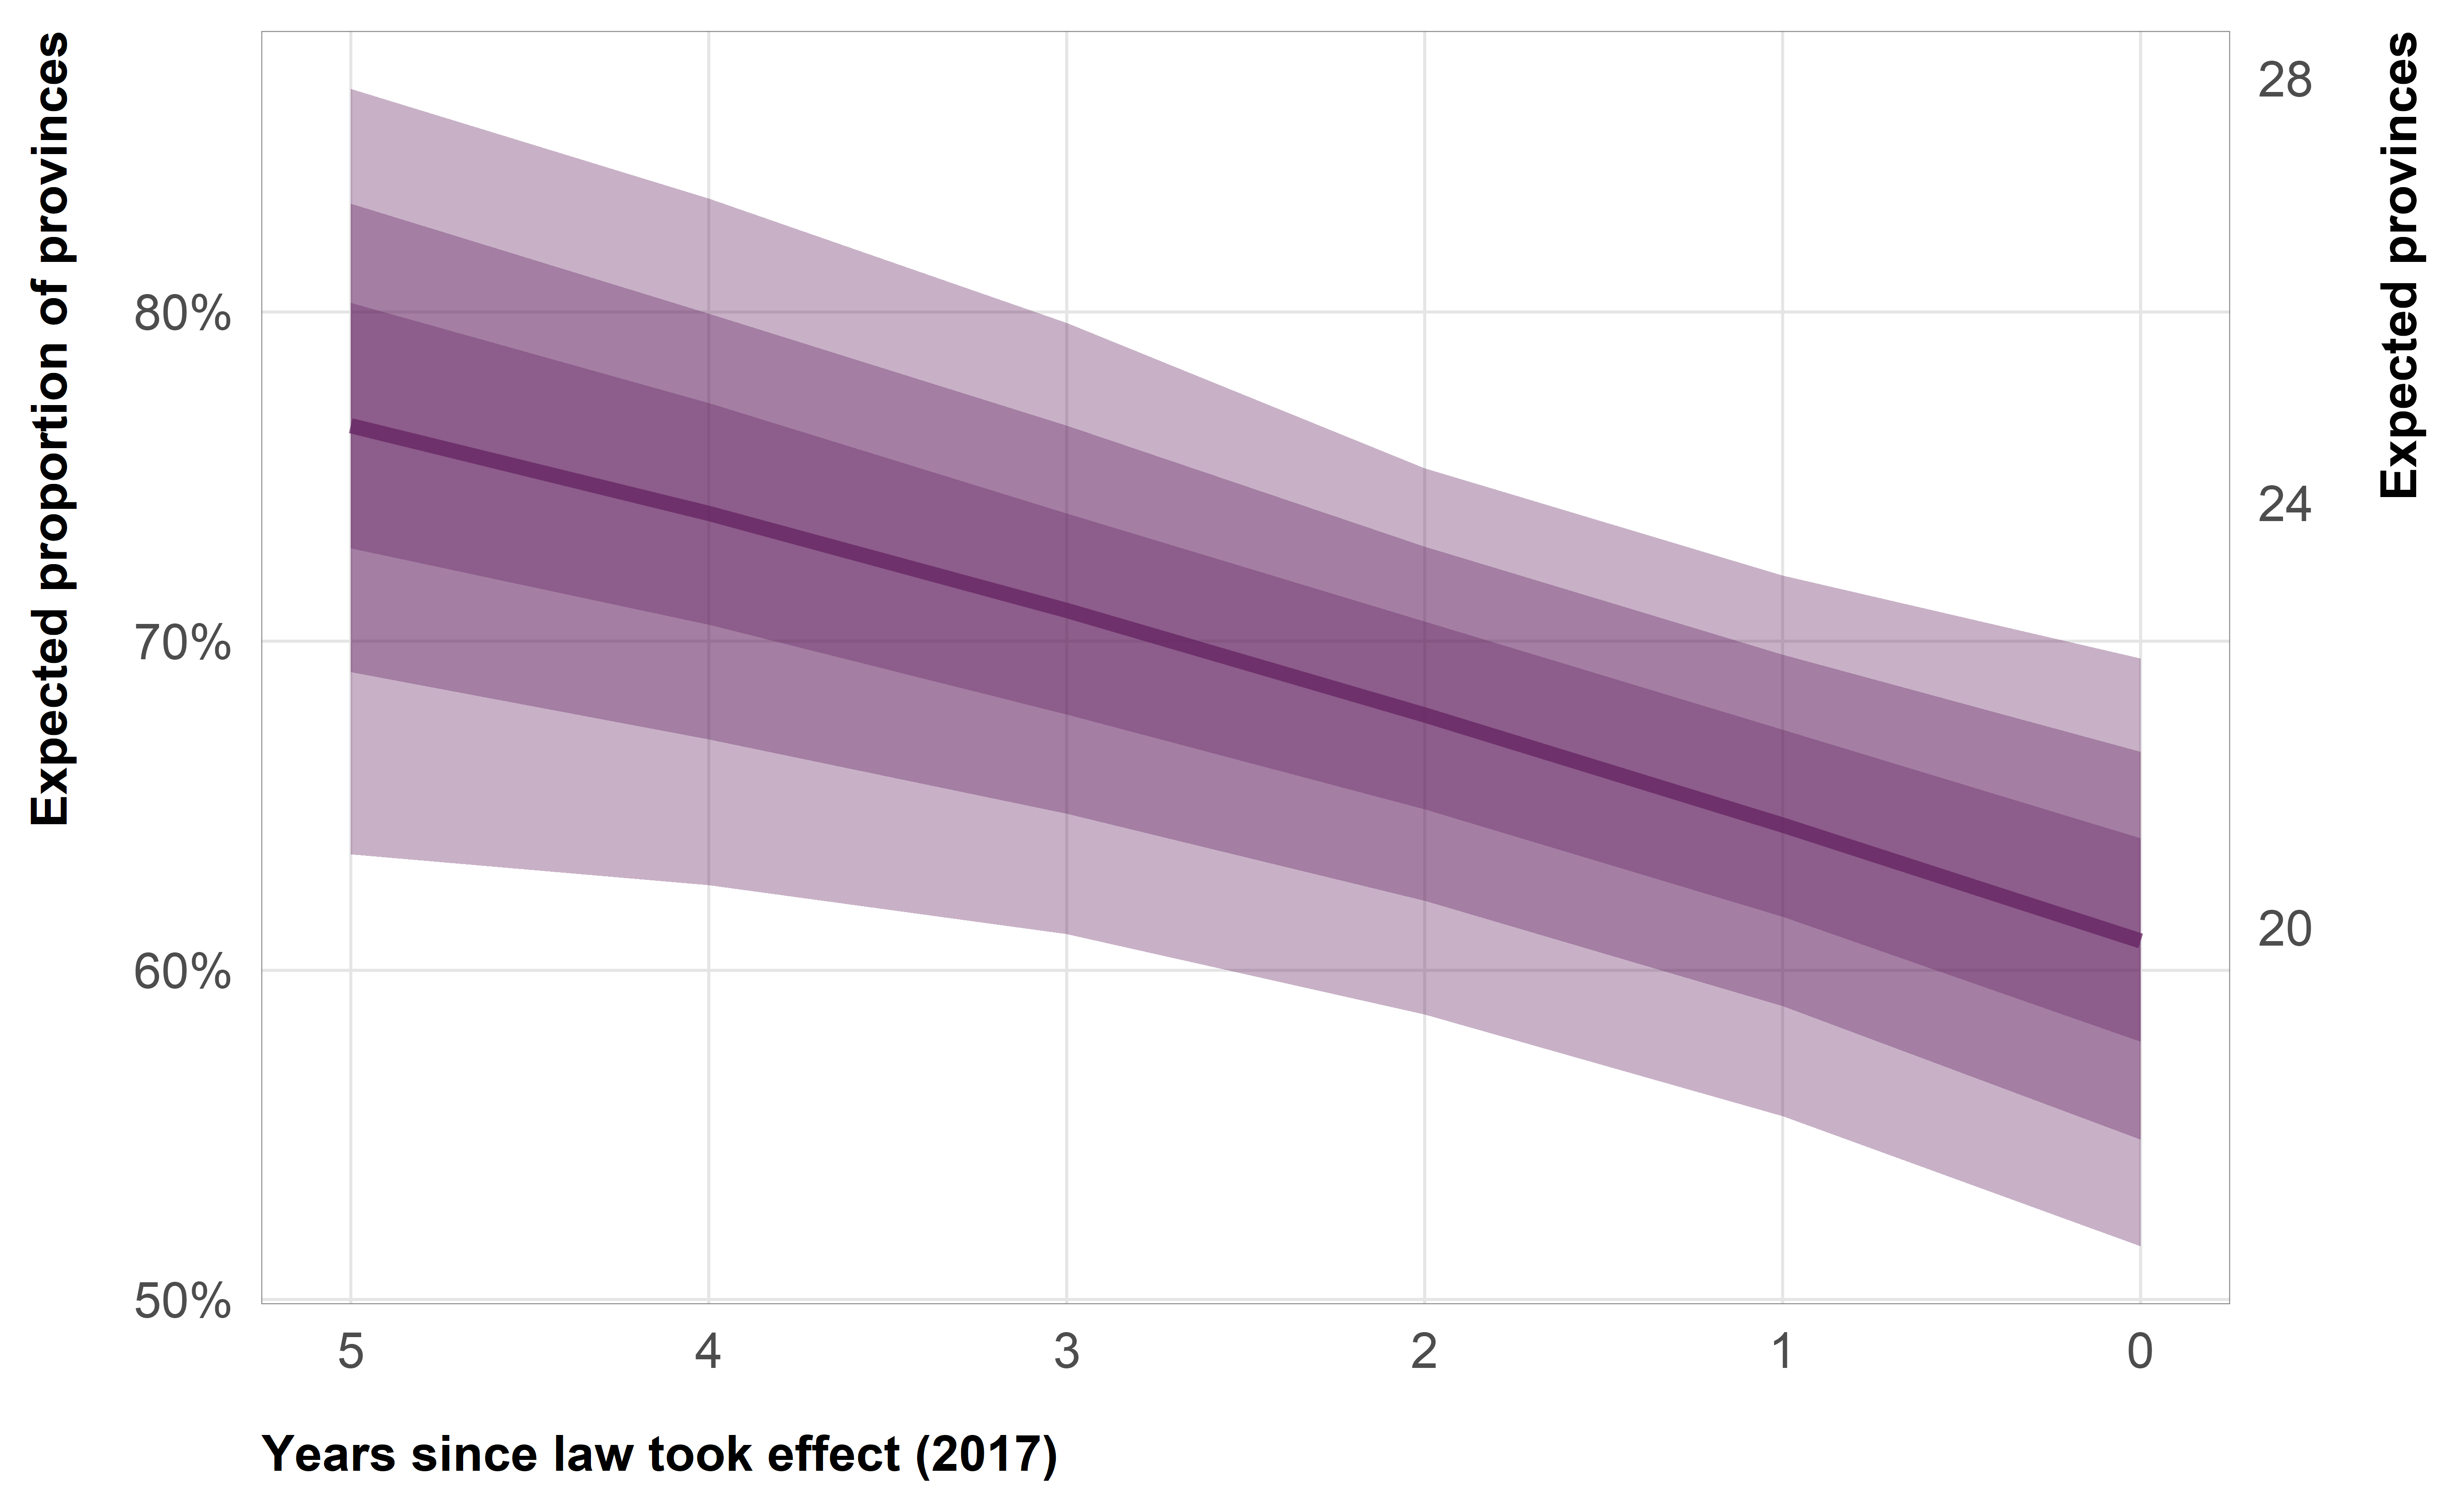 Expected proportion of provinces
80%
70%
60%
50%
28
24
20
Expected provinces
5 4 3 2 1 0
Years since law took effect (2017)